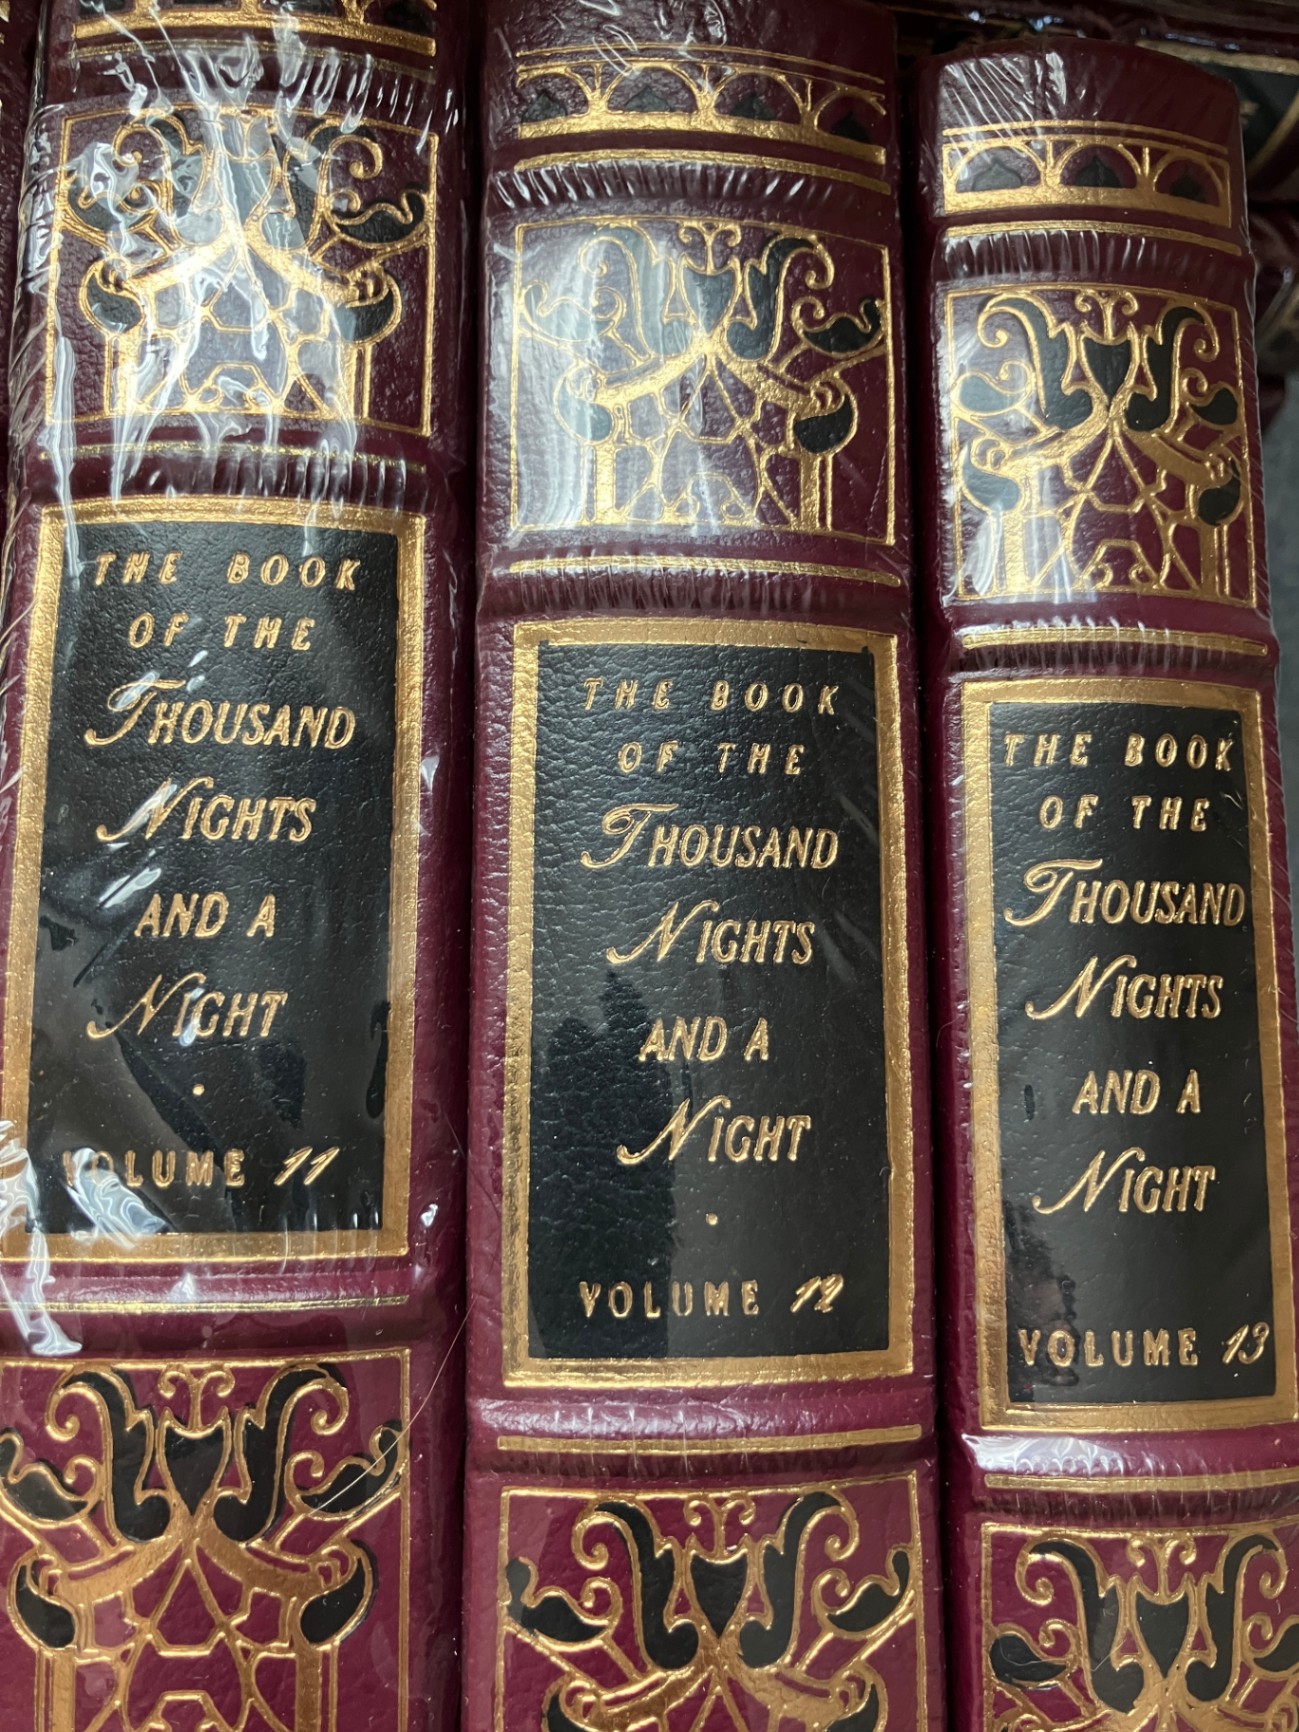 THE BOOK
OF THE
THOUSAND
NIGHTS
AND A
NIGHT
VOLUME 11
THE BOOK
OF THE
THOUSAND
NIGHTS
AND A
NIGHT
VOLUME 12
THE BOOK
OF THE
THOUSAND
NIGHTS
AND A
NIGHT
VOLUME 13